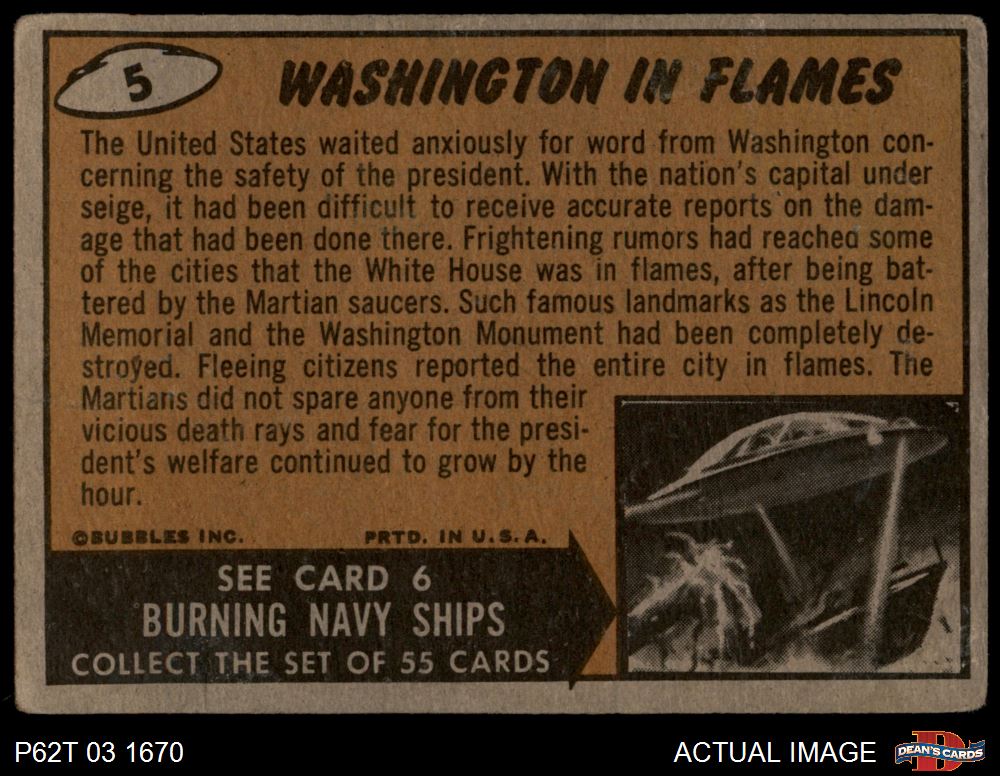 5
WASHINGTON IN FLAMES
The United States waited anxiously for word from Washington con-
cerning the safety of the president. With the nation's capital under
seige, it had been difficult to receive accurate reports on the dam-
age that had been done there. Frightening rumors had reached some
of the cities that the White House was in flames, after being bat-
tered by the Martian saucers. Such famous landmarks as the Lincoln
Memorial and the Washington Monument had been completely de-
stroyed. Fleeing citizens reported the entire city in flames. The
Martians did not spare anyone from their
vicious death rays and fear for the presi-
dent's welfare continued to grow by the
hour.
©BUBBLES INC. PRTD. IN U.S.A.
SEE CARD 6
BURNING NAVY SHIPS
COLLECT THE SET OF 55 CARDS
P62T 03 1670
ACTUAL IMAGE
D
DEAN'S CARDS